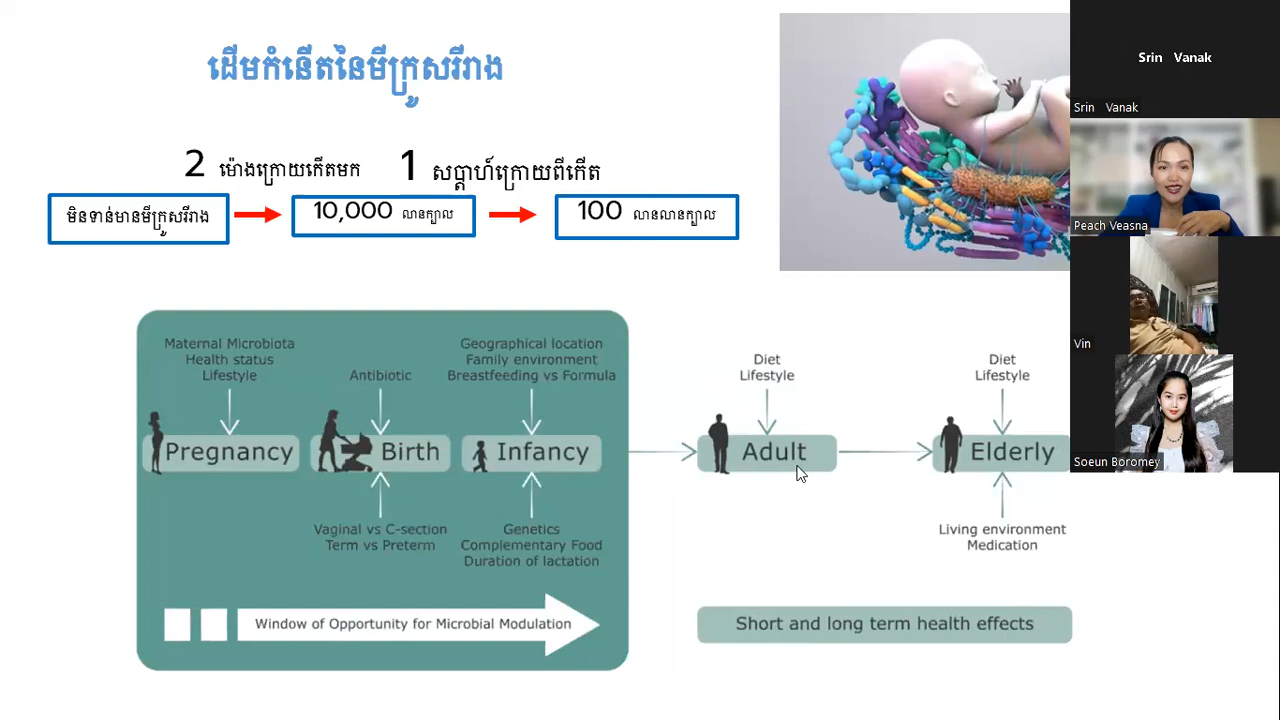 ដើមកំនើតនៃមីក្រូសរីរាង
2 ម៉ោងក្រោយកើតមក
1 សប្តាហ៍ក្រោយពីកើត
មិនទាន់មានមីក្រូសរីរាង
10,000 លានក្បាល
100 លានលានក្បាល
Maternal Microbiota
Health status
Lifestyle
Antibiotic
Geographical location
Family environment
Breastfeeding vs Formula
Diet
Lifestyle
Diet
Lifestyle
Pregnancy
Birth
Infancy
Adult
Elderly
Vaginal vs C-section
Term vs Preterm
Genetics
Complementary Food
Duration of lactation
Living environment
Medication
Window of Opportunity for Microbial Modulation
Short and long term health effects
Srin Vanak
Srin Vanak
Peach Veasna
Vin
Soeun Boromey